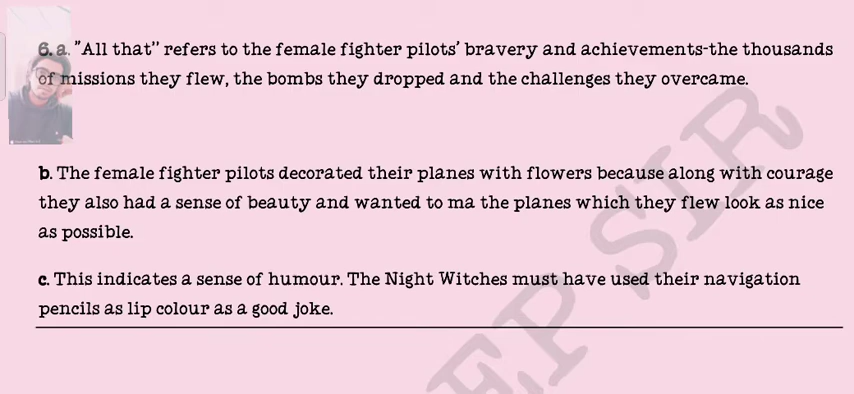 6. a. "All that" refers to the female fighter pilots' bravery and achievements-the thousands
of missions they flew, the bombs they dropped and the challenges they overcame.
b. The female fighter pilots decorated their planes with flowers because along with courage
they also had a sense of beauty and wanted to ma the planes which they flew look as nice
as possible.
c. This indicates a sense of humour. The Night Witches must have used their navigation
pencils as lip colour as a good joke.
EP SIR